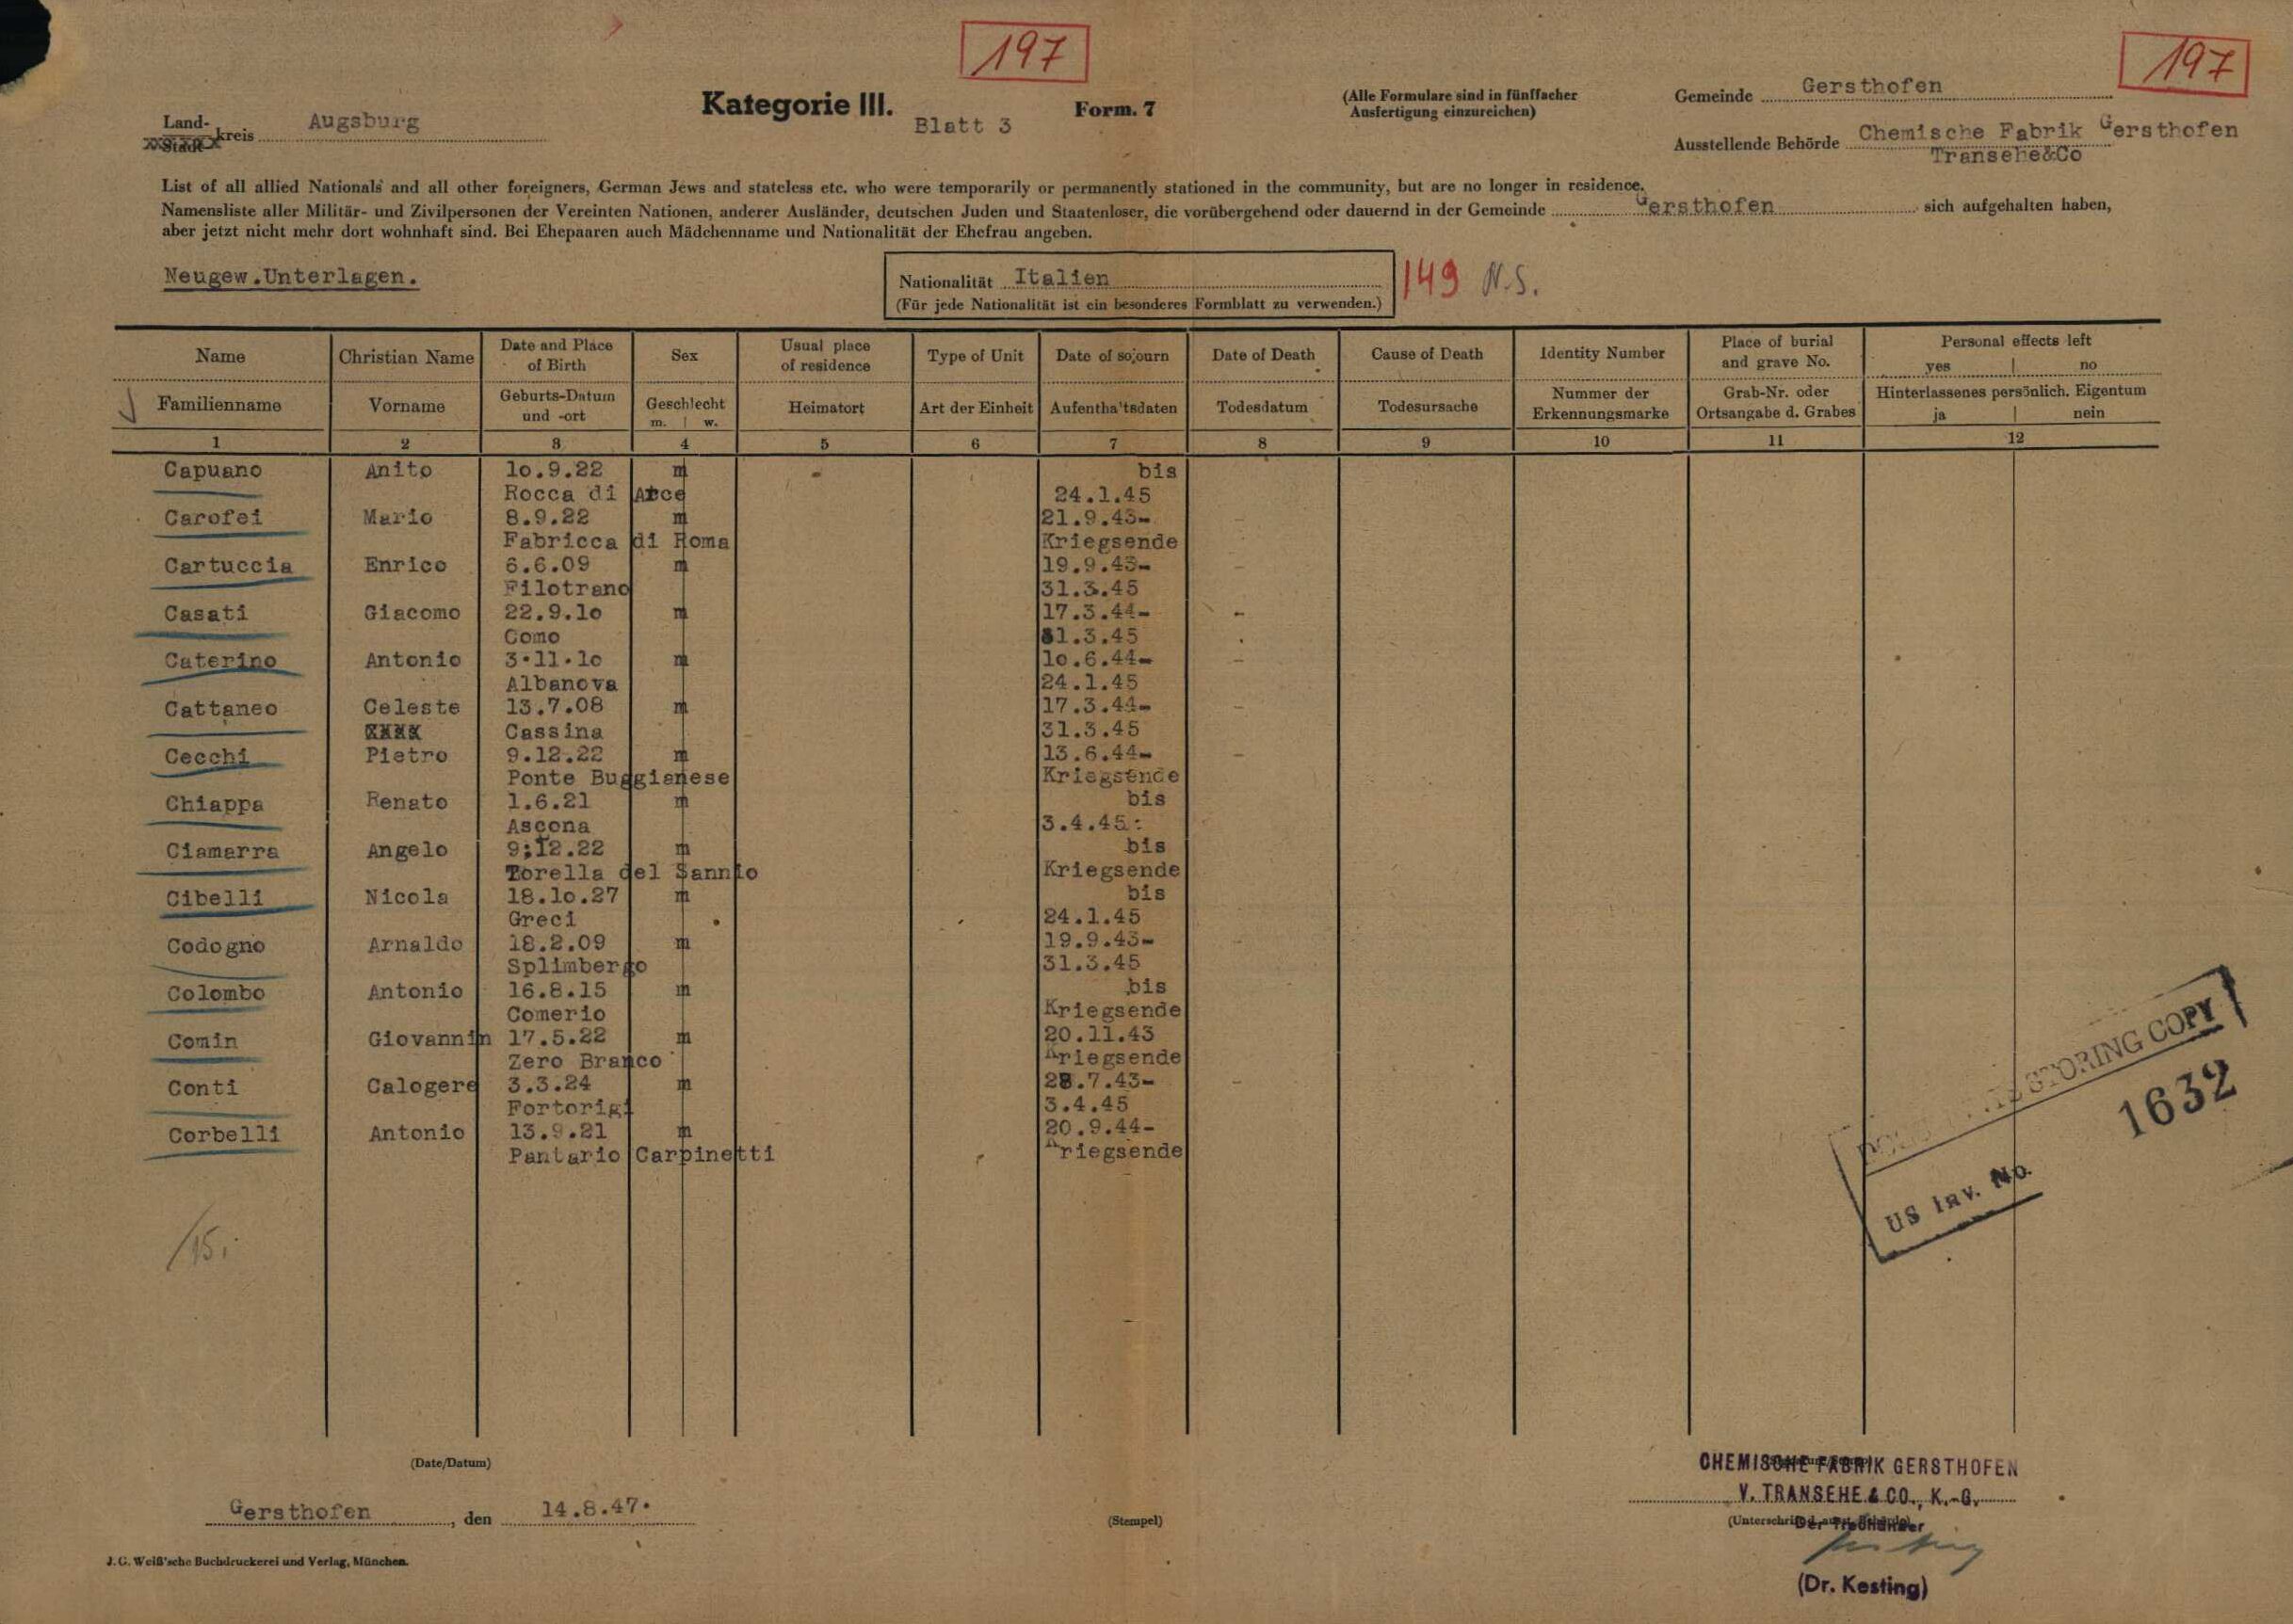 197
197
Kategorie III.
Blatt 3
Form. 7
(Alle Formulare sind in fünffacher
Ausfertigung einzureichen)
Gemeinde Gersthofen
Land-
Stadt kreis Augsburg
Ausstellende Behörde Chemische Fabrik Gersthofen
Transehe&Co
List of all allied Nationals and all other foreigners, German Jews and stateless etc. who were temporarily or permanently stationed in the community, but are no longer in residence.
Namensliste aller Militär- und Zivilpersonen der Vereinten Nationen, anderer Ausländer, deutschen Juden und Staatenloser, die vorübergehend oder dauernd in der Gemeinde Gersthofen sich aufgehalten haben,
aber jetzt nicht mehr dort wohnhaft sind. Bei Ehepaaren auch Mädchenname und Nationalität der Ehefrau angeben.
Neugew.Unterlagen.
Nationalität Italien
(Für jede Nationalität ist ein besonderes Formblatt zu verwenden.)
149 N.S.
Name Christian Name Date and Place of Birth Sex Usual place of residence Type of Unit Date of sojourn Date of Death Cause of Death Identity Number Place of burial and grave No. Personal effects left yes no
Familienname Vorname Geburts-Datum und -ort Geschlecht m. w. Heimatort Art der Einheit Aufenthaltsdaten Todesdatum Todesursache Nummer der Erkennungsmarke Grab-Nr. oder Ortsangabe d. Grabes Hinterlassenes persönlich. Eigentum ja nein
1 2 3 4 5 6 7 8 9 10 11 12
Capuano Anito 10.9.22 m bis
Rocca di Arce 24.1.45
Carofei Mario 8.9.22 m 21.9.43-
Fabricca di Roma Kriegsende
Cartuccia Enrico 6.6.09 m 19.9.43-
Filotrano 31.3.45
Casati Giacomo 22.9.10 m 17.3.44-
Como 31.3.45
Caterino Antonio 3.11.10 m 10.6.44-
Albanova 24.1.45
Cattaneo Celeste 13.7.08 m 17.3.44-
Cassina 31.3.45
Cecchi Pietro 9.12.22 m 13.6.44-
Ponte Buggianese Kriegsende
Chiappa Renato 1.6.21 m bis
Ascona 3.4.45:
Ciamarra Angelo 9;12.22 m bis
Torella del Sannio Kriegsende
Cibelli Nicola 18.10.27 m bis
Greci 24.1.45
Codogno Arnaldo 18.2.09 m 19.9.43-
Splimbergo 31.3.45
Colombo Antonio 16.8.15 m bis
Comerio Kriegsende
Comin Giovannin 17.5.22 m 20.11.43
Zero Branco Kriegsende
Conti Calogere 3.3.24 m 28.7.43-
Fortorigi 3.4.45
Corbelli Antonio 13.9.21 m 20.9.44-
Pantario Carpinetti Kriegsende
/15.
STORING COPY
US Inv. No. 1632
(Date/Datum)
CHEMISCHE FABRIK GERSTHOFEN
V. TRANSEHE & CO., K.-G.
Gersthofen, den 14.8.47.
(Stempel)
Der Treuhänder
(Dr. Kesting)
J. G. Weiß'sche Buchdruckerei und Verlag, München.